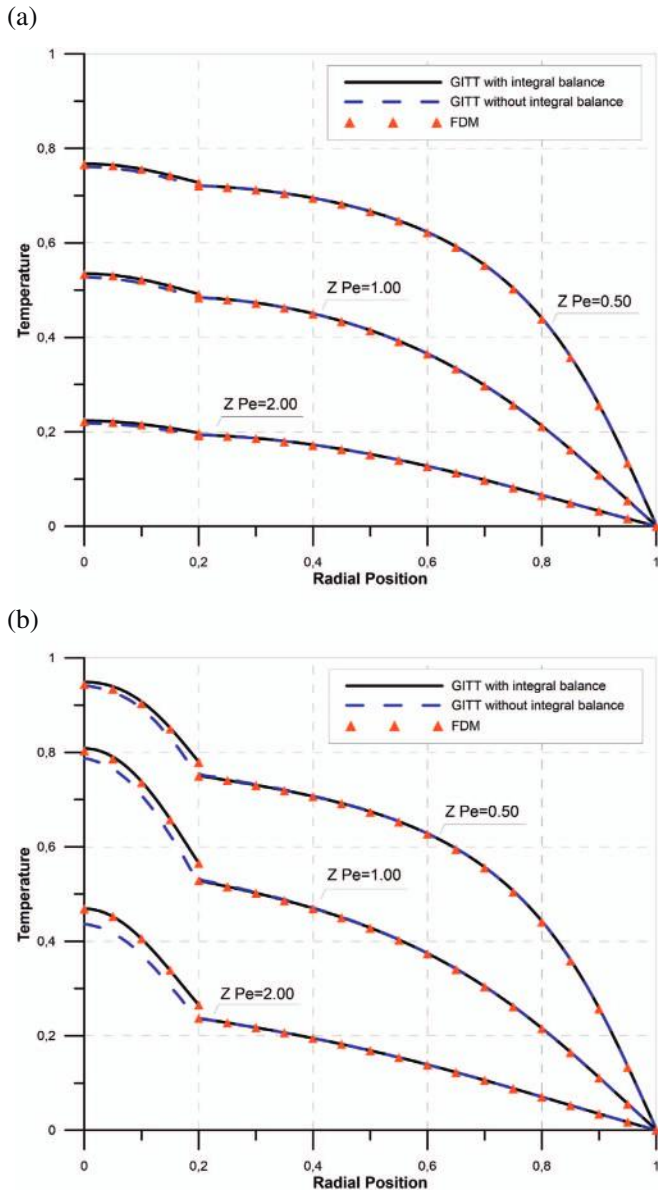 (a)
1
0,8
0,6
0,4
0,2
0
Temperature
GITT with integral balance
GITT without integral balance
FDM
Z Pe=1.00
Z Pe=0.50
Z Pe=2.00
0
0,2
0,4
0,6
0,8
1
Radial Position
(b)
1
0,8
0,6
0,4
0,2
0
Temperature
GITT with integral balance
GITT without integral balance
FDM
Z Pe=0.50
Z Pe=1.00
Z Pe=2.00
0
0,2
0,4
0,6
0,8
1
Radial Position